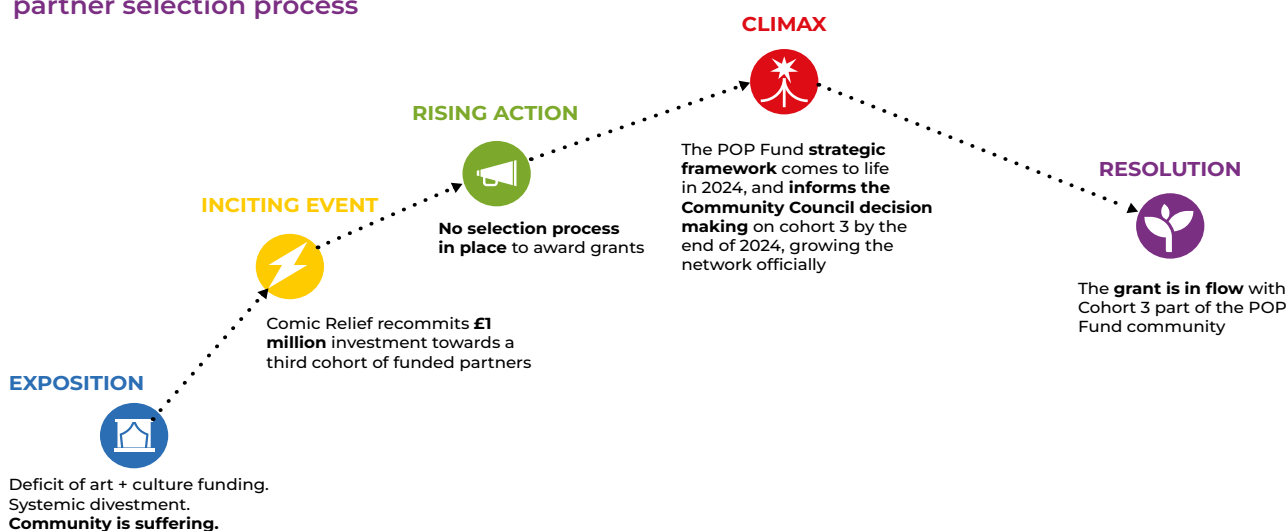 partner selection process
EXPOSITION
Deficit of art + culture funding.
Systemic divestment.
Community is suffering.
INCITING EVENT
Comic Relief recommits £1
million investment towards a
third cohort of funded partners
RISING ACTION
No selection process
in place to award grants
CLIMAX
The POP Fund strategic
framework comes to life
in 2024, and informs the
Community Council decision
making on cohort 3 by the
end of 2024, growing the
network officially
RESOLUTION
The grant is in flow with
Cohort 3 part of the POP
Fund community